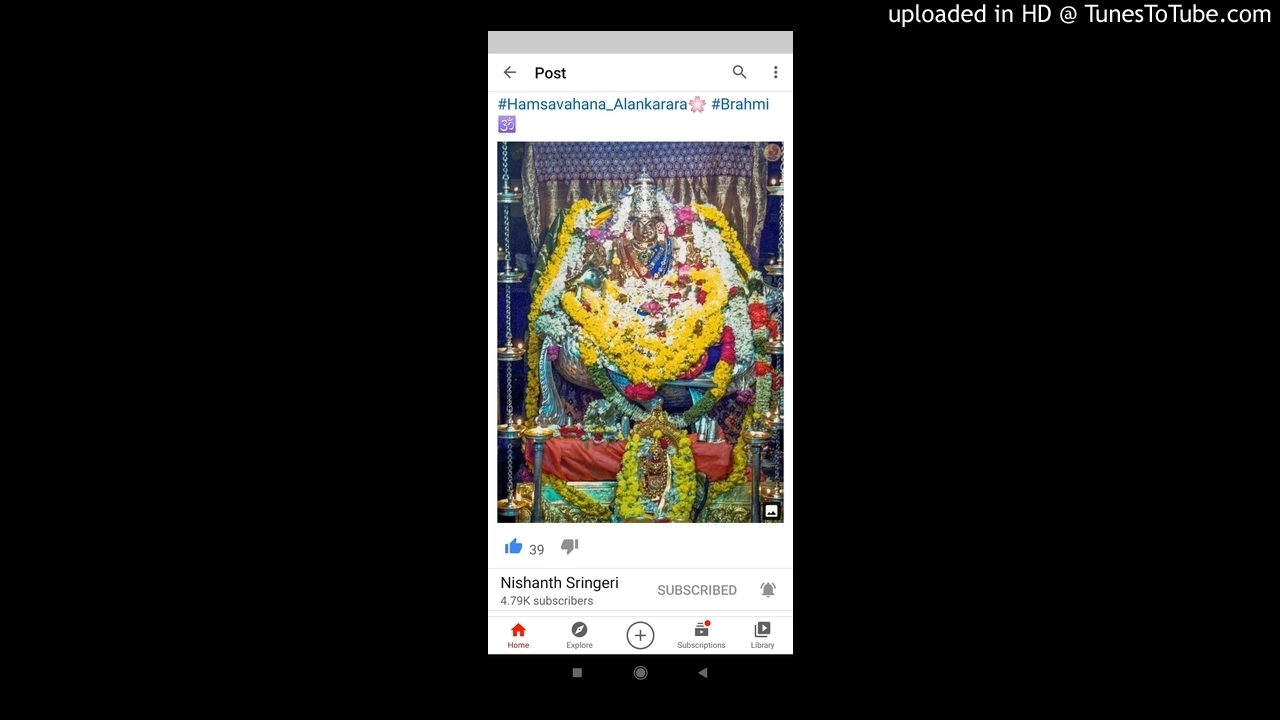 uploaded in HD @ TunesToTube.com
Post
#Hamsavahana_Alankarara🌸 #Brahmi
🕉
39
Nishanth Sringeri
SUBSCRIBED
4.79K subscribers
Home
Explore
Subscriptions
Library